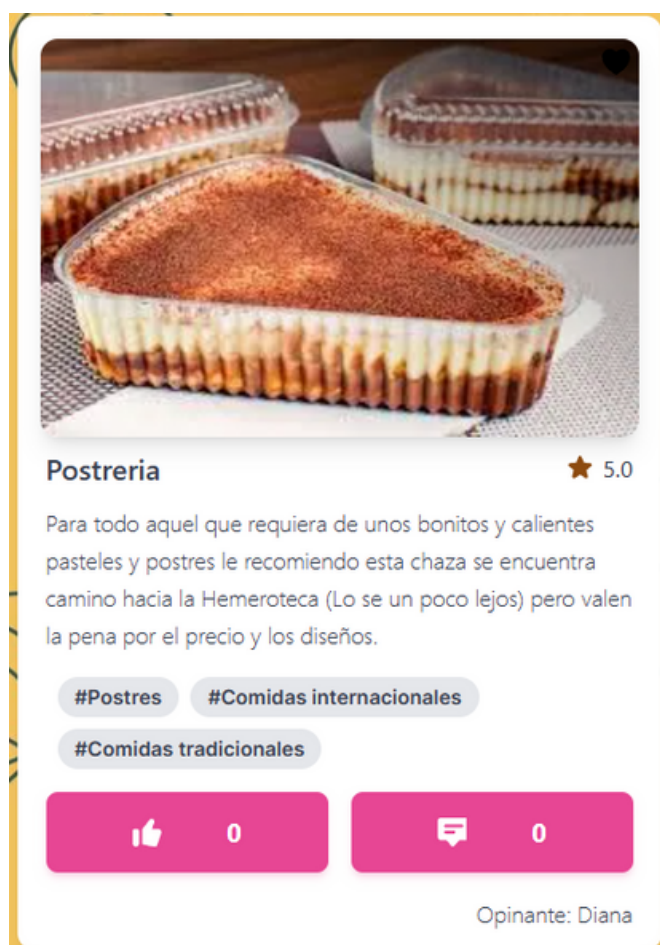 Postreria
5.0
Para todo aquel que requiera de unos bonitos y calientes
pasteles y postres le recomiendo esta chaza se encuentra
camino hacia la Hemeroteca (Lo se un poco lejos) pero valen
la pena por el precio y los diseños.
#Postres
#Comidas internacionales
#Comidas tradicionales
0
0
Opinante: Diana